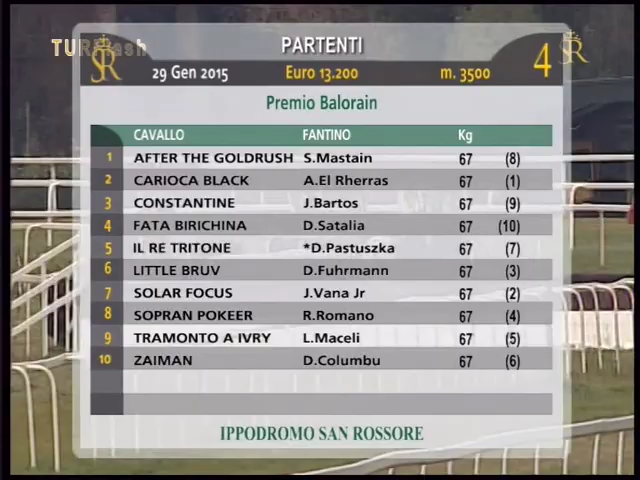 TURFlash
PARTENTI
SR
29 Gen 2015 Euro 13.200 m. 3500 4
SR
Premio Balorain
CAVALLO FANTINO Kg
1 AFTER THE GOLDRUSH S.Mastain 67 (8)
2 CARIOCA BLACK A.El Rherras 67 (1)
3 CONSTANTINE J.Bartos 67 (9)
4 FATA BIRICHINA D.Satalia 67 (10)
5 IL RE TRITONE *D.Pastuszka 67 (7)
6 LITTLE BRUV D.Fuhrmann 67 (3)
7 SOLAR FOCUS J.Vana Jr 67 (2)
8 SOPRAN POKEER R.Romano 67 (4)
9 TRAMONTO A IVRY L.Maceli 67 (5)
10 ZAIMAN D.Columbu 67 (6)
IPPODROMO SAN ROSSORE